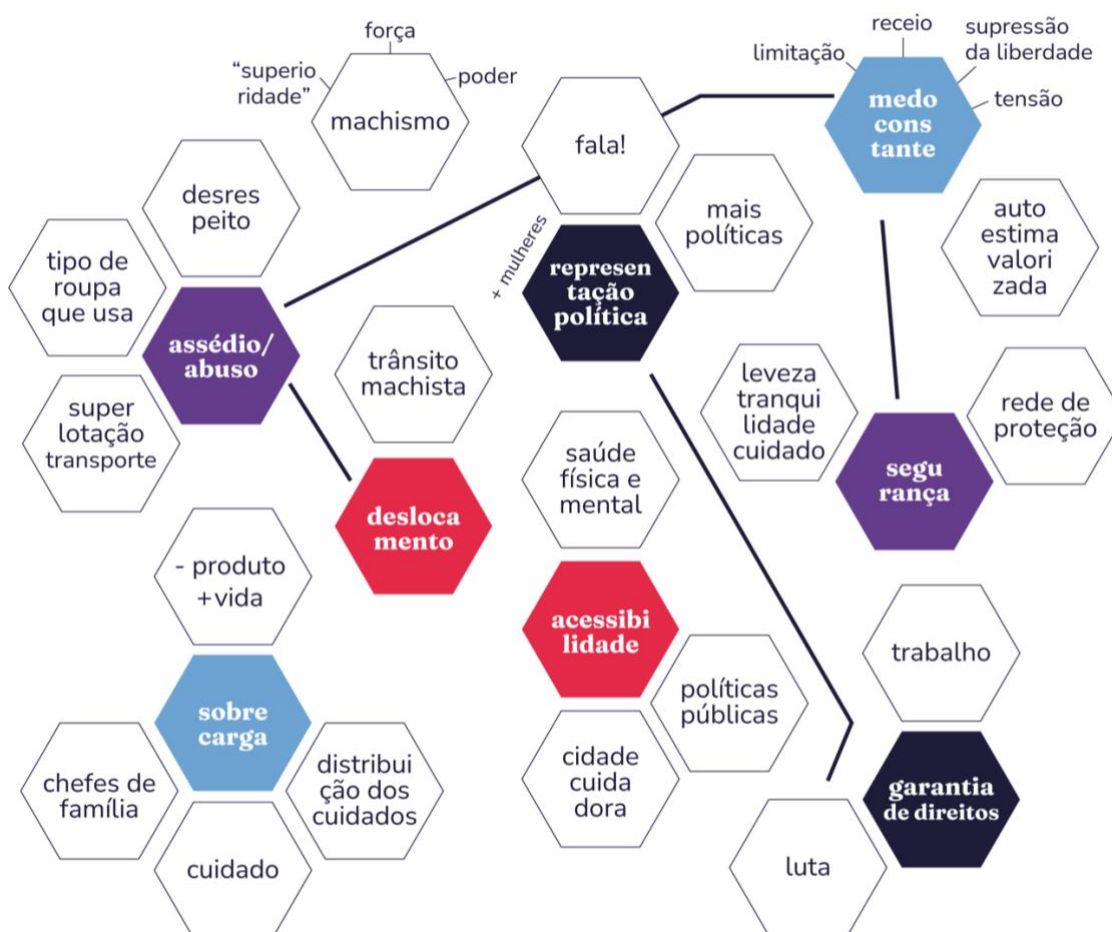 força
"superio
ridade"
poder
machismo
receio
limitação
supressão
da liberdade
tensão
medo
cons
tante
fala!
desres
peito
mais
políticas
auto
estima
valori
zada
tipo de
roupa
que usa
+ mulheres
represen
tação
política
assédio/
abuso
trânsito
machista
leveza
tranqui
lidade
cuidado
rede de
proteção
super
lotação
transporte
saúde
física e
mental
segu
rança
desloca
mento
- produto
+vida
acessibi
lidade
trabalho
políticas
públicas
sobre
carga
chefes de
família
distribui
ção dos
cuidados
cidade
cuida
dora
garantia
de direitos
cuidado
luta